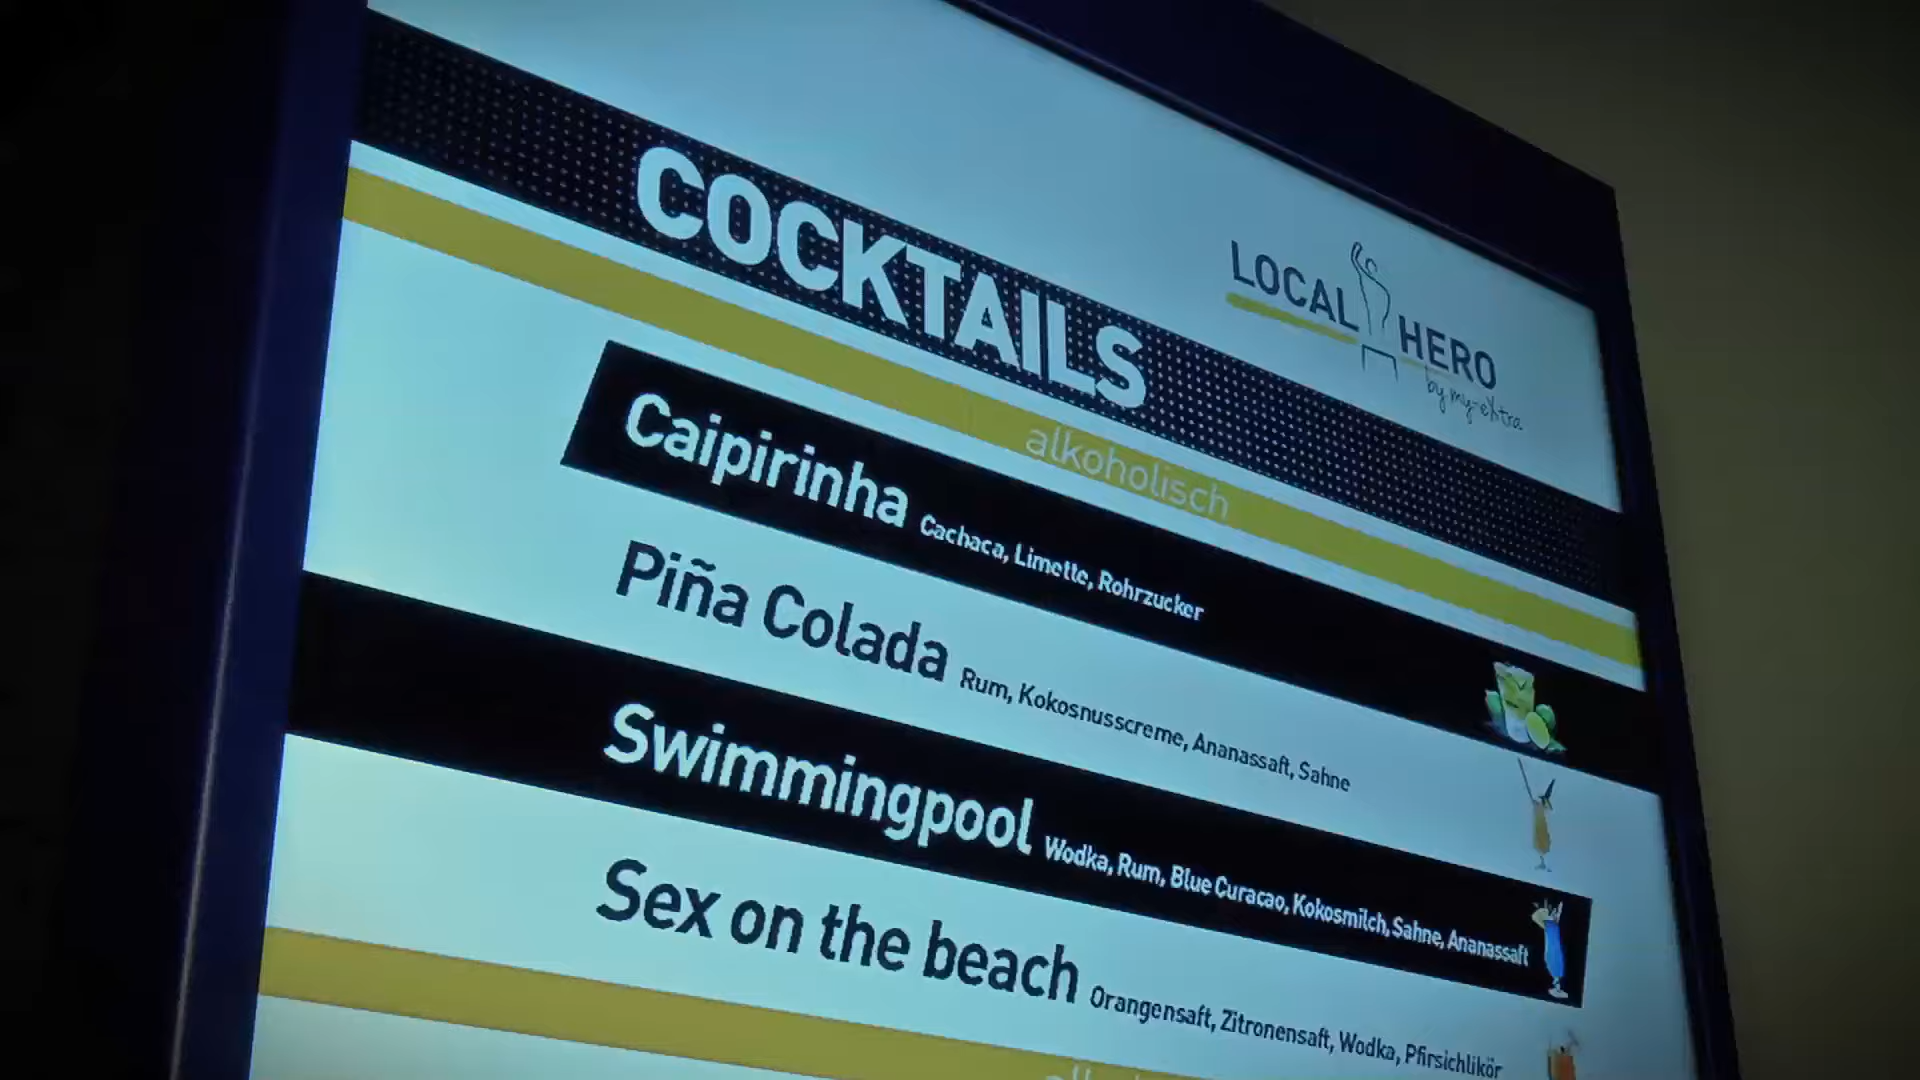 COCKTAILS
LOCAL HERO
by my-extra
alkoholisch
Caipirinha Cachaca, Limette, Rohrzucker
Piña Colada Rum, Kokosnusscreme, Ananassaft, Sahne
Swimmingpool Wodka, Rum, Blue Curacao, Kokosmilch, Sahne, Ananassaft
Sex on the beach Orangensaft, Zitronensaft, Wodka, Pfirsichlikör